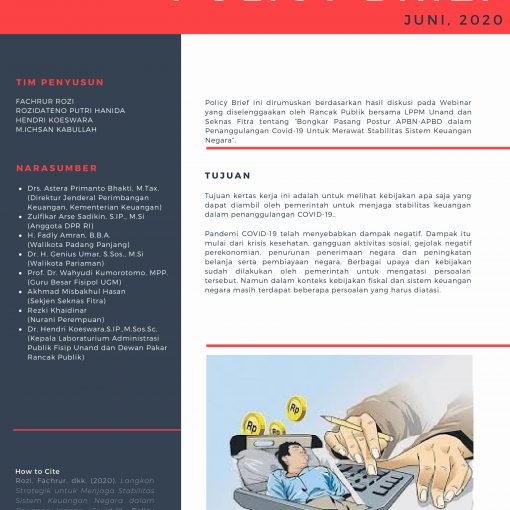 JUNI, 2020
TIM PENYUSUN
FACHRUR ROZI
ROZIDATENO PUTRI HANIDA
HENDRI KOESWARA
M.ICHSAN KABULLAH
NARASUMBER
Drs. Astera Primanto Bhakti, M.Tax.
(Direktur Jenderal Perimbangan
Keuangan, Kementerian Keuangan)
Zulfikar Arse Sadikin, S.IP., M.Si
(Anggota DPR RI)
H. Fadly Amran, B.B.A.
(Walikota Padang Panjang)
Dr. H. Genius Umar, S.Sos., M.Si
(Walikota Pariaman)
Prof. Dr. Wahyudi Kumorotomo, MPP.
(Guru Besar Fisipol UGM)
Akhmad Misbakhul Hasan
(Sekjen Seknas Fitra)
Rezki Khaidinar
(Nurani Perempuan)
Dr. Hendri Koeswara,S.IP.,M.Sos.Sc.
(Kepala Laboraturium Administrasi
Publik Fisip Unand dan Dewan Pakar
Rancak Publik)
How to Cite
Rozi, Fachrur, dkk. (2020). Langkah
Strategik untuk Menjaga Stabilitas
Sistem Keuangan Negara dalam
Policy Brief ini dirumuskan berdasarkan hasil diskusi pada Webinar
yang diselenggaakan oleh Rancak Publik bersama LPPM Unand dan
Seknas Fitra tentang "Bongkar Pasang Postur APBN-APBD dalam
Penanggulangan Covid-19 Untuk Merawat Stabilitas Sistem Keuangan
Negara".
TUJUAN
Tujuan kertas kerja ini adalah untuk melihat kebijakan apa saja yang
dapat diambil oleh pemerintah untuk menjaga stabilitas keuangan
dalam penanggulangan COVID-19..
Pandemi COVID-19 telah menyebabkan dampak negatif. Dampak itu
mulai dari krisis kesehatan, gangguan aktivitas sosial, gejolak negatif
perekonomian, penurunan penerimaan negara dan peningkatan
belanja serta pembiayaan negara. Berbagai upaya dan kebijakan
sudah dilakukan oleh pemerintah untuk mengatasi persoalan
tersebut. Namun dalam konteks kebijakan fiskal dan sistem keuangan
negara masih terdapat beberapa persoalan yang harus diatasi.
Rp
Rp